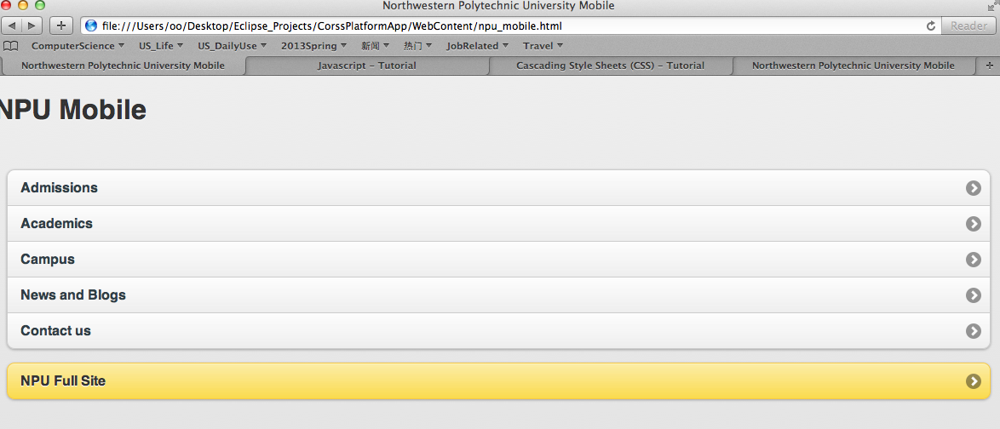 Northwestern Polytechnic University Mobile
file:///Users/oo/Desktop/Eclipse_Projects/CorssPlatformApp/WebContent/npu_mobile.html Reader
ComputerScience US_Life US_DailyUse 2013Spring 新闻 热门 JobRelated Travel
Northwestern Polytechnic University Mobile Javascript - Tutorial Cascading Style Sheets (CSS) - Tutorial Northwestern Polytechnic University Mobile
NPU Mobile
Admissions
Academics
Campus
News and Blogs
Contact us
NPU Full Site